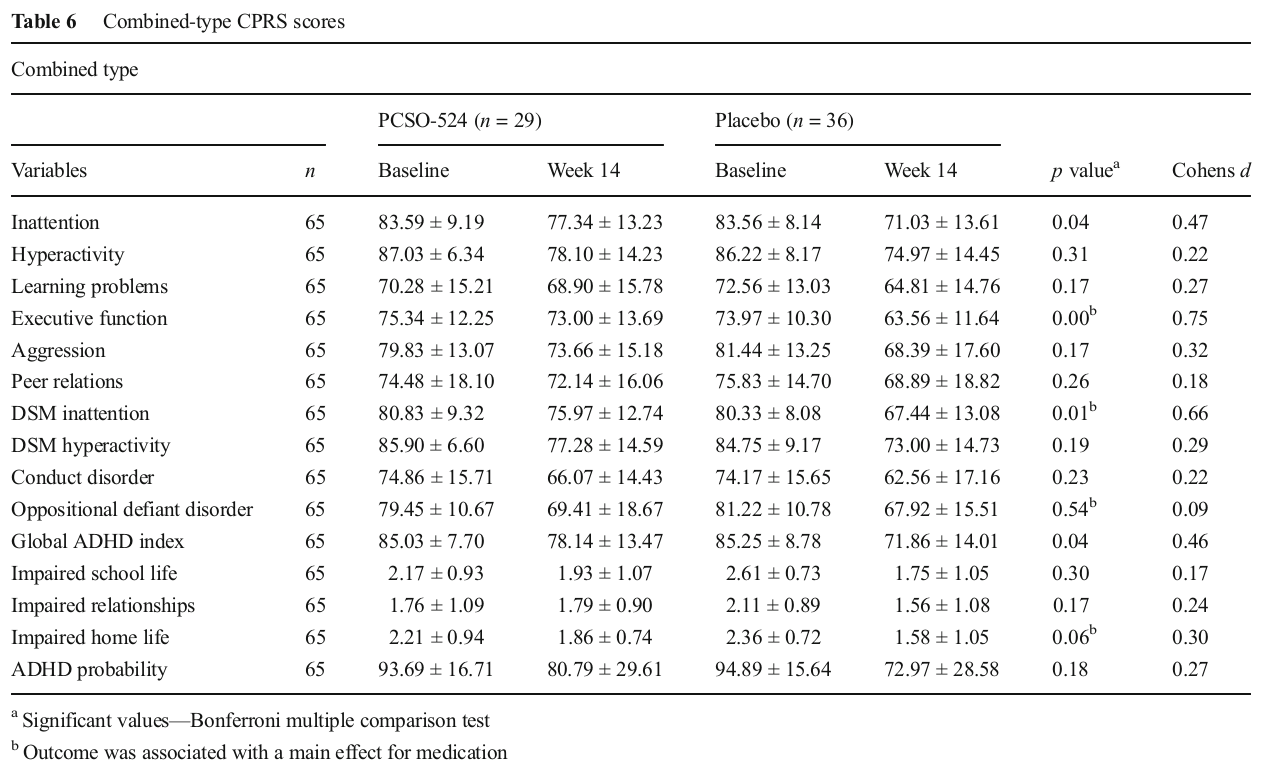 Table 6 Combined-type CPRS scores
Combined type
PCSO-524 (n = 29) Placebo (n = 36)
Variables n Baseline Week 14 Baseline Week 14 p valueᵃ Cohens d
Inattention 65 83.59 ± 9.19 77.34 ± 13.23 83.56 ± 8.14 71.03 ± 13.61 0.04 0.47
Hyperactivity 65 87.03 ± 6.34 78.10 ± 14.23 86.22 ± 8.17 74.97 ± 14.45 0.31 0.22
Learning problems 65 70.28 ± 15.21 68.90 ± 15.78 72.56 ± 13.03 64.81 ± 14.76 0.17 0.27
Executive function 65 75.34 ± 12.25 73.00 ± 13.69 73.97 ± 10.30 63.56 ± 11.64 0.00ᵇ 0.75
Aggression 65 79.83 ± 13.07 73.66 ± 15.18 81.44 ± 13.25 68.39 ± 17.60 0.17 0.32
Peer relations 65 74.48 ± 18.10 72.14 ± 16.06 75.83 ± 14.70 68.89 ± 18.82 0.26 0.18
DSM inattention 65 80.83 ± 9.32 75.97 ± 12.74 80.33 ± 8.08 67.44 ± 13.08 0.01ᵇ 0.66
DSM hyperactivity 65 85.90 ± 6.60 77.28 ± 14.59 84.75 ± 9.17 73.00 ± 14.73 0.19 0.29
Conduct disorder 65 74.86 ± 15.71 66.07 ± 14.43 74.17 ± 15.65 62.56 ± 17.16 0.23 0.22
Oppositional defiant disorder 65 79.45 ± 10.67 69.41 ± 18.67 81.22 ± 10.78 67.92 ± 15.51 0.54ᵇ 0.09
Global ADHD index 65 85.03 ± 7.70 78.14 ± 13.47 85.25 ± 8.78 71.86 ± 14.01 0.04 0.46
Impaired school life 65 2.17 ± 0.93 1.93 ± 1.07 2.61 ± 0.73 1.75 ± 1.05 0.30 0.17
Impaired relationships 65 1.76 ± 1.09 1.79 ± 0.90 2.11 ± 0.89 1.56 ± 1.08 0.17 0.24
Impaired home life 65 2.21 ± 0.94 1.86 ± 0.74 2.36 ± 0.72 1.58 ± 1.05 0.06ᵇ 0.30
ADHD probability 65 93.69 ± 16.71 80.79 ± 29.61 94.89 ± 15.64 72.97 ± 28.58 0.18 0.27
ᵃ Significant values—Bonferroni multiple comparison test
ᵇ Outcome was associated with a main effect for medication